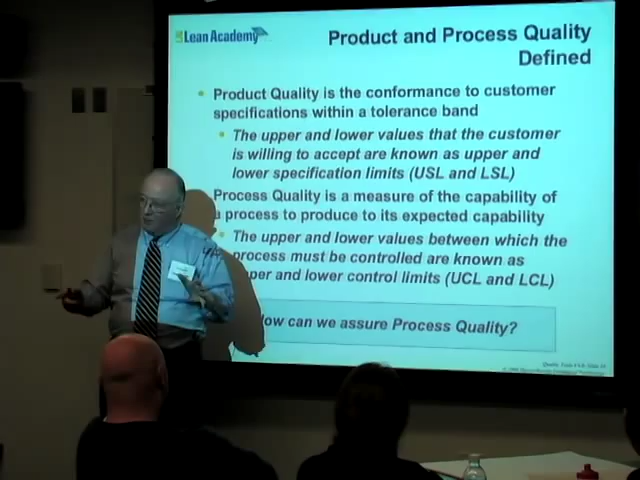 Lean Academy
Product and Process Quality
Defined
Product Quality is the conformance to customer
specifications within a tolerance band
The upper and lower values that the customer
is willing to accept are known as upper and
lower specification limits (USL and LSL)
Process Quality is a measure of the capability of
a process to produce to its expected capability
The upper and lower values between which the
process must be controlled are known as
per and lower control limits (UCL and LCL)
ow can we assure Process Quality?